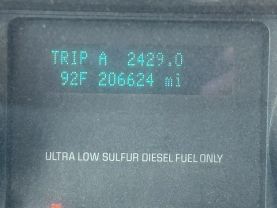 TRIP A 2429.0
92F 206624 mi
ULTRA LOW SULFUR DIESEL FUEL ONLY